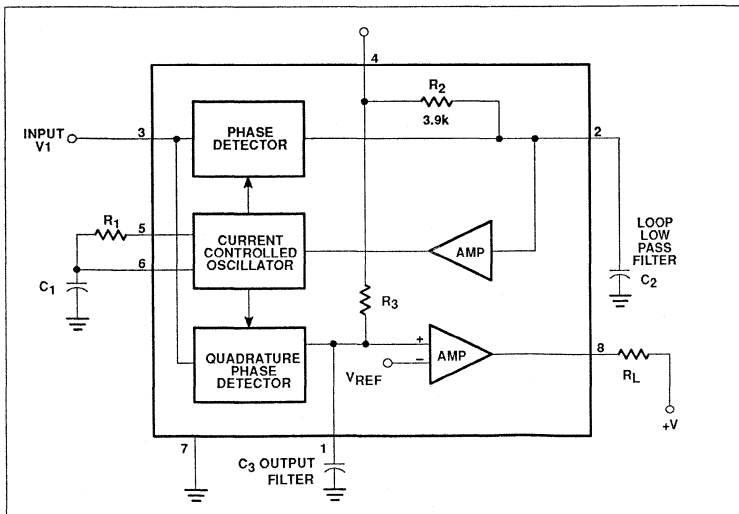 4
R2
3.9k
INPUT
V1
3
PHASE
DETECTOR
2
R1
5
6
C1
CURRENT
CONTROLLED
OSCILLATOR
AMP
LOOP
LOW
PASS
FILTER
C2
R3
QUADRATURE
PHASE
DETECTOR
+
–
VREF
AMP
8
RL
+V
7
1
C3 OUTPUT
FILTER